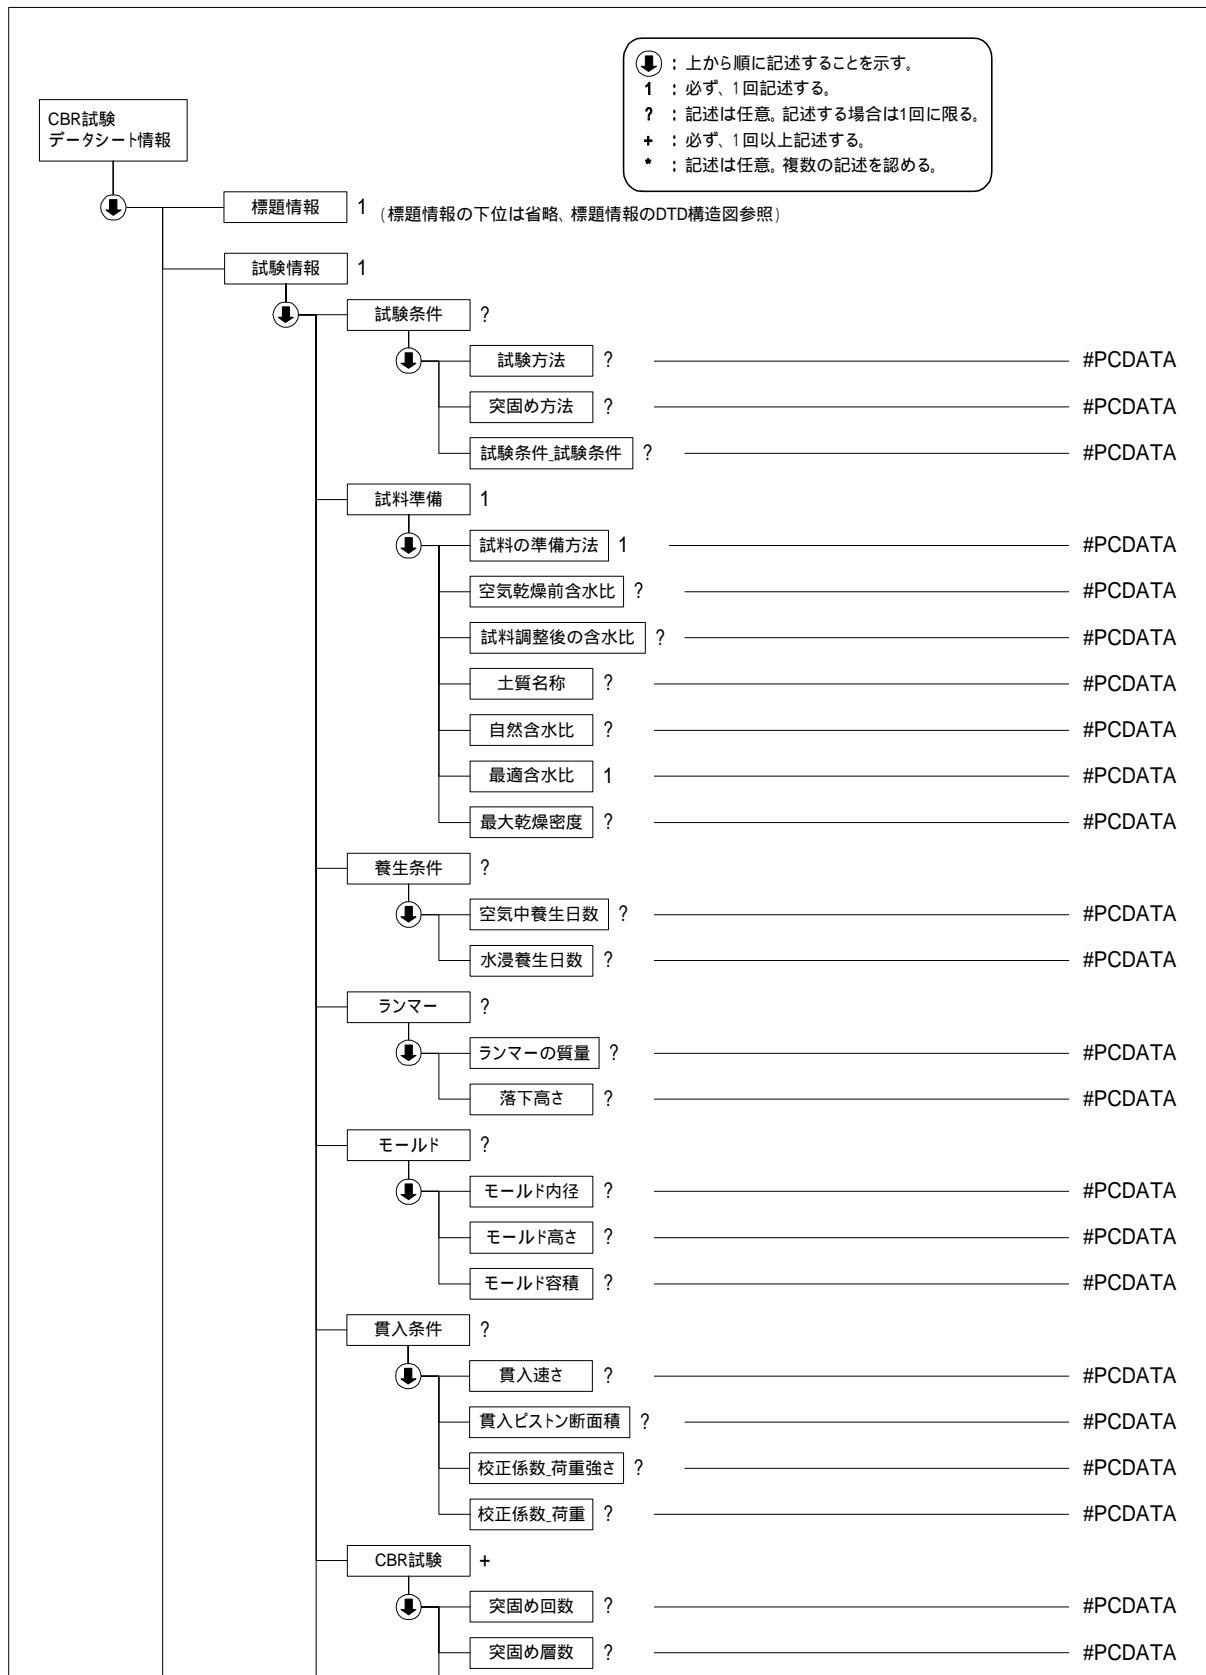 ⬇ : 上から順に記述することを示す。
1 : 必ず、1回記述する。
? : 記述は任意。記述する場合は1回に限る。
+ : 必ず、1回以上記述する。
* : 記述は任意。複数の記述を認める。
CBR試験
データシート情報
標題情報 1 (標題情報の下位は省略、標題情報のDTD構造図参照)
試験情報 1
試験条件 ?
試験方法 ? #PCDATA
突固め方法 ? #PCDATA
試験条件_試験条件 ? #PCDATA
試料準備 1
試料の準備方法 1 #PCDATA
空気乾燥前含水比 ? #PCDATA
試料調整後の含水比 ? #PCDATA
土質名称 ? #PCDATA
自然含水比 ? #PCDATA
最適含水比 1 #PCDATA
最大乾燥密度 ? #PCDATA
養生条件 ?
空気中養生日数 ? #PCDATA
水浸養生日数 ? #PCDATA
ランマー ?
ランマーの質量 ? #PCDATA
落下高さ ? #PCDATA
モールド ?
モールド内径 ? #PCDATA
モールド高さ ? #PCDATA
モールド容積 ? #PCDATA
貫入条件 ?
貫入速さ ? #PCDATA
貫入ピストン断面積 ? #PCDATA
校正係数_荷重強さ ? #PCDATA
校正係数_荷重 ? #PCDATA
CBR試験 +
突固め回数 ? #PCDATA
突固め層数 ? #PCDATA